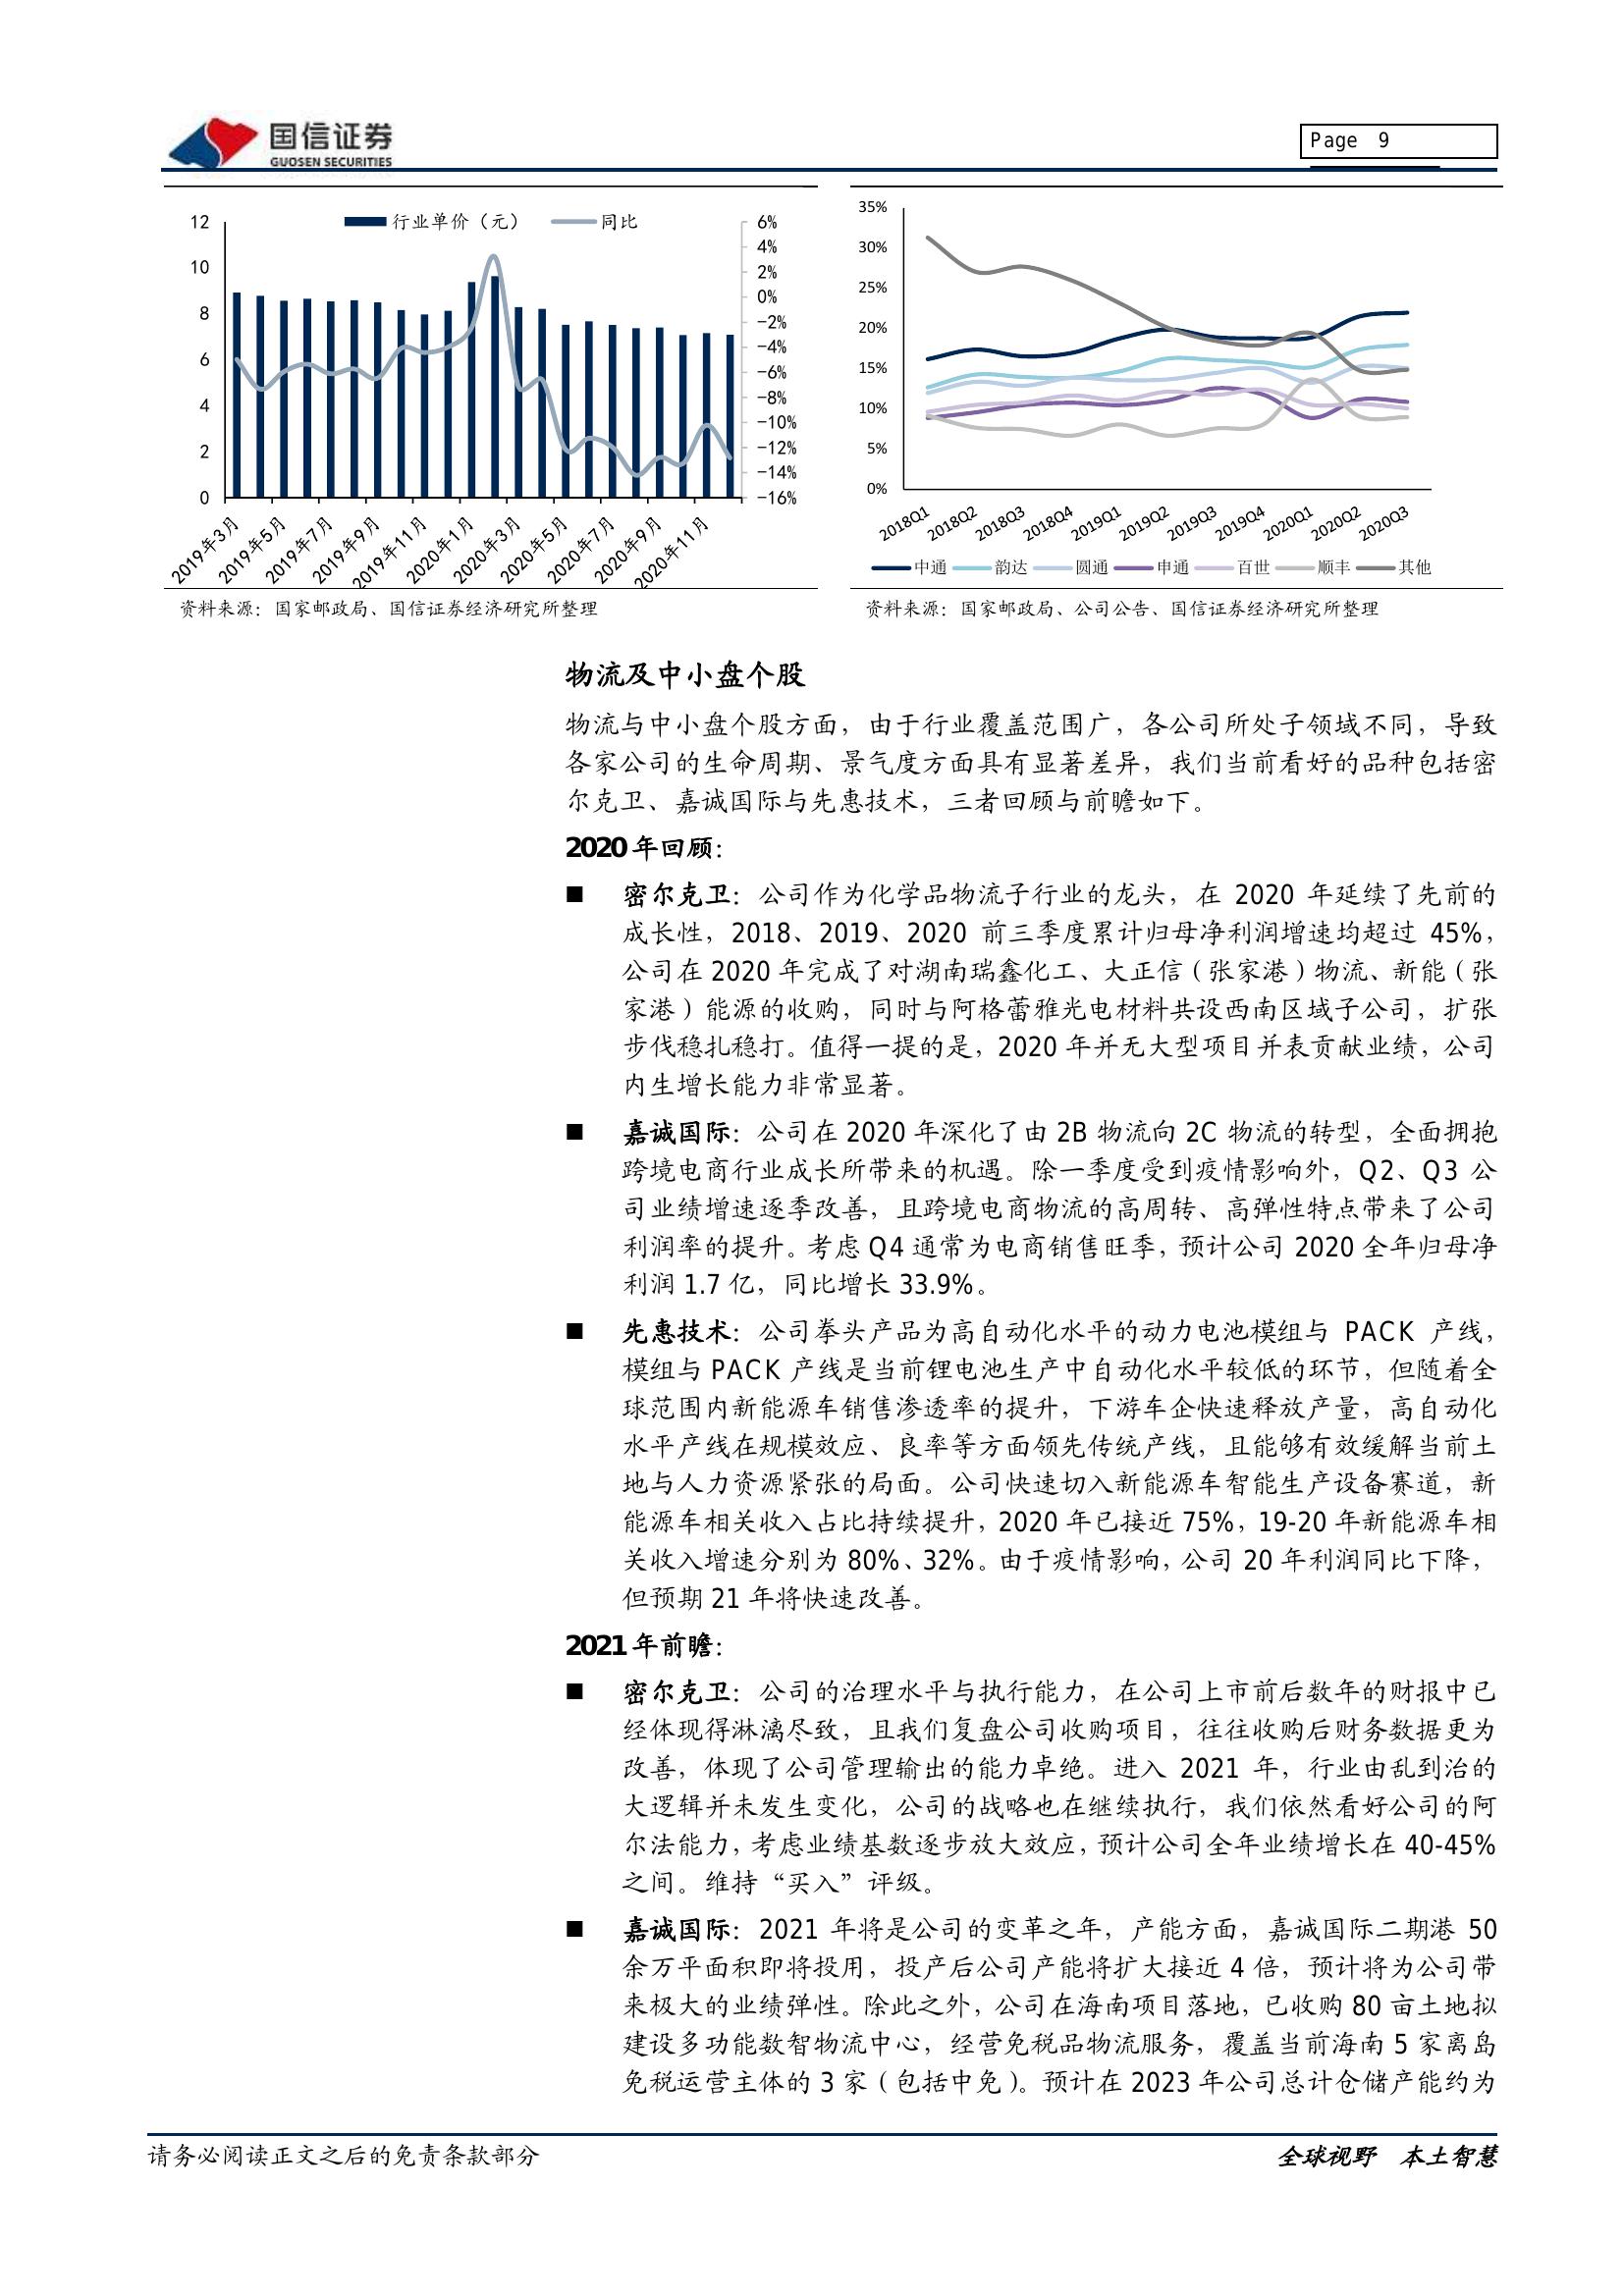 国信证券
GUOSEN SECURITIES
Page 9
行业单价（元） 同比
12
10
8
6
4
2
0
6%
4%
2%
0%
-2%
-4%
-6%
-8%
-10%
-12%
-14%
-16%
2019年3月 2019年5月 2019年7月 2019年9月 2019年11月 2020年1月 2020年3月 2020年5月 2020年7月 2020年9月 2020年11月
资料来源：国家邮政局、国信证券经济研究所整理
35%
30%
25%
20%
15%
10%
5%
0%
2018Q1 2018Q2 2018Q3 2018Q4 2019Q1 2019Q2 2019Q3 2019Q4 2020Q1 2020Q2 2020Q3
中通 韵达 圆通 申通 百世 顺丰 其他
资料来源：国家邮政局、公司公告、国信证券经济研究所整理
物流及中小盘个股
物流与中小盘个股方面，由于行业覆盖范围广，各公司所处子领域不同，导致
各家公司的生命周期、景气度方面具有显著差异，我们当前看好的品种包括密
尔克卫、嘉诚国际与先惠技术，三者回顾与前瞻如下。
2020 年回顾：
■ 密尔克卫：公司作为化学品物流子行业的龙头，在 2020 年延续了先前的
成长性，2018、2019、2020 前三季度累计归母净利润增速均超过 45%，
公司在 2020 年完成了对湖南瑞鑫化工、大正信（张家港）物流、新能（张
家港）能源的收购，同时与阿格蕾雅光电材料共设西南区域子公司，扩张
步伐稳扎稳打。值得一提的是，2020 年并无大型项目并表贡献业绩，公司
内生增长能力非常显著。
■ 嘉诚国际：公司在 2020 年深化了由 2B 物流向 2C 物流的转型，全面拥抱
跨境电商行业成长所带来的机遇。除一季度受到疫情影响外，Q2、Q3 公
司业绩增速逐季改善，且跨境电商物流的高周转、高弹性特点带来了公司
利润率的提升。考虑 Q4 通常为电商销售旺季，预计公司 2020 全年归母净
利润 1.7 亿，同比增长 33.9%。
■ 先惠技术：公司拳头产品为高自动化水平的动力电池模组与 PACK 产线，
模组与 PACK 产线是当前锂电池生产中自动化水平较低的环节，但随着全
球范围内新能源车销售渗透率的提升，下游车企快速释放产量，高自动化
水平产线在规模效应、良率等方面领先传统产线，且能够有效缓解当前土
地与人力资源紧张的局面。公司快速切入新能源车智能生产设备赛道，新
能源车相关收入占比持续提升，2020 年已接近 75%，19-20 年新能源车相
关收入增速分别为 80%、32%。由于疫情影响，公司 20 年利润同比下降，
但预期 21 年将快速改善。
2021 年前瞻：
■ 密尔克卫：公司的治理水平与执行能力，在公司上市前后数年的财报中已
经体现得淋漓尽致，且我们复盘公司收购项目，往往收购后财务数据更为
改善，体现了公司管理输出的能力卓绝。进入 2021 年，行业由乱到治的
大逻辑并未发生变化，公司的战略也在继续执行，我们依然看好公司的阿
尔法能力，考虑业绩基数逐步放大效应，预计公司全年业绩增长在 40-45%
之间。维持“买入”评级。
■ 嘉诚国际：2021 年将是公司的变革之年，产能方面，嘉诚国际二期港 50
余万平面积即将投用，投产后公司产能将扩大接近 4 倍，预计将为公司带
来极大的业绩弹性。除此之外，公司在海南项目落地，已收购 80 亩土地拟
建设多功能数智物流中心，经营免税品物流服务，覆盖当前海南 5 家离岛
免税运营主体的 3 家（包括中免）。预计在 2023 年公司总计仓储产能约为
请务必阅读正文之后的免责条款部分
全球视野 本土智慧